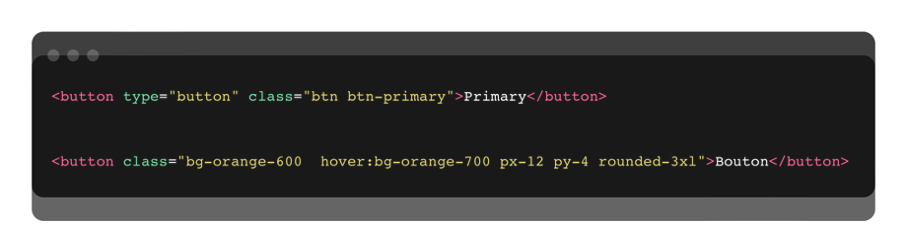 <button type="button" class="btn btn-primary">Primary</button>
<button class="bg-orange-600  hover:bg-orange-700 px-12 py-4 rounded-3xl">Bouton</button>